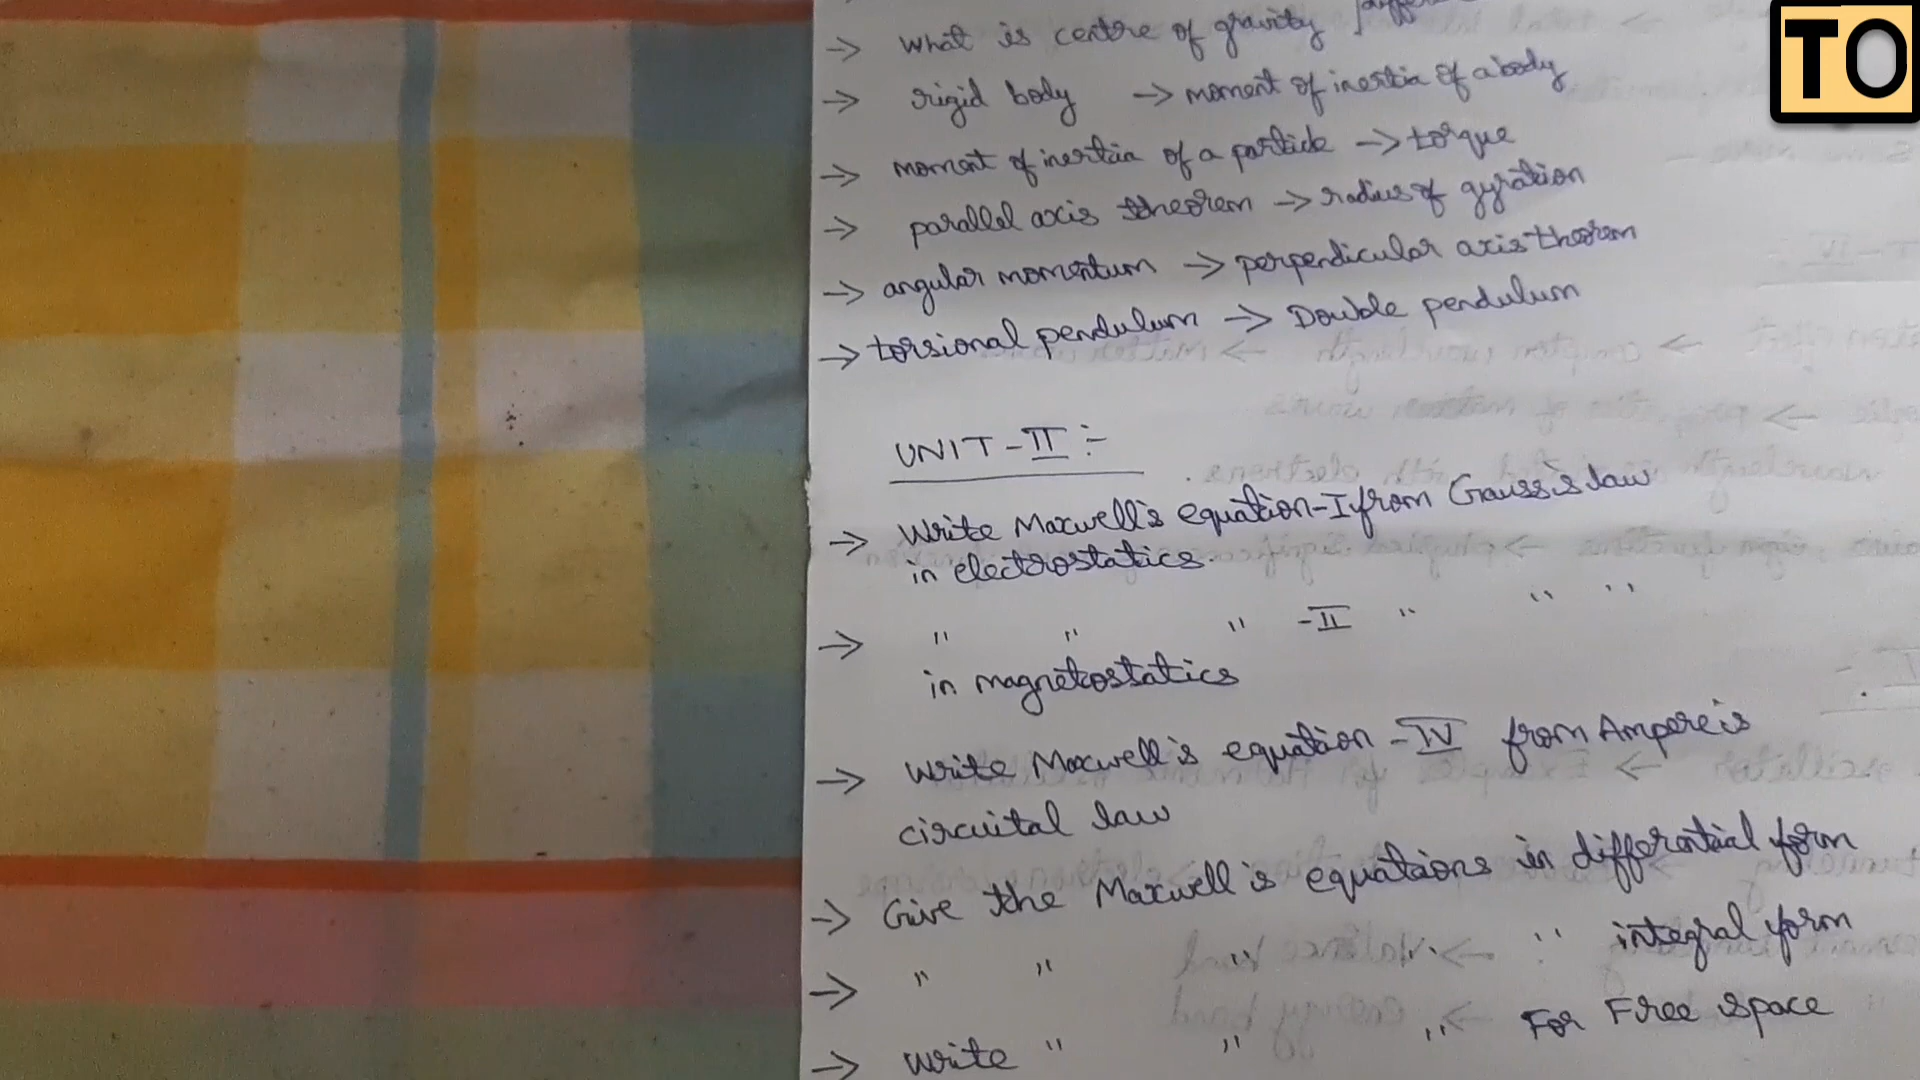 TO
→ what is centre of gravity
→ rigid body → moment of inertia of a body
→ moment of inertia of a particle → torque
→ parallel axis theorem → radius of gyration
→ angular momentum → perpendicular axis theorem
→ torsional pendulum → Double pendulum
UNIT-II :-
→ Write Maxwell's equation-I from Gauss's law
in electrostatics.
→ " " " -II " " "
in magnetostatics
→ write Maxwell's equation -IV from Ampere's
circuital law
→ Give the Maxwell's equations in differential form
→ " " " " " integral form
→ write " " " For Free space